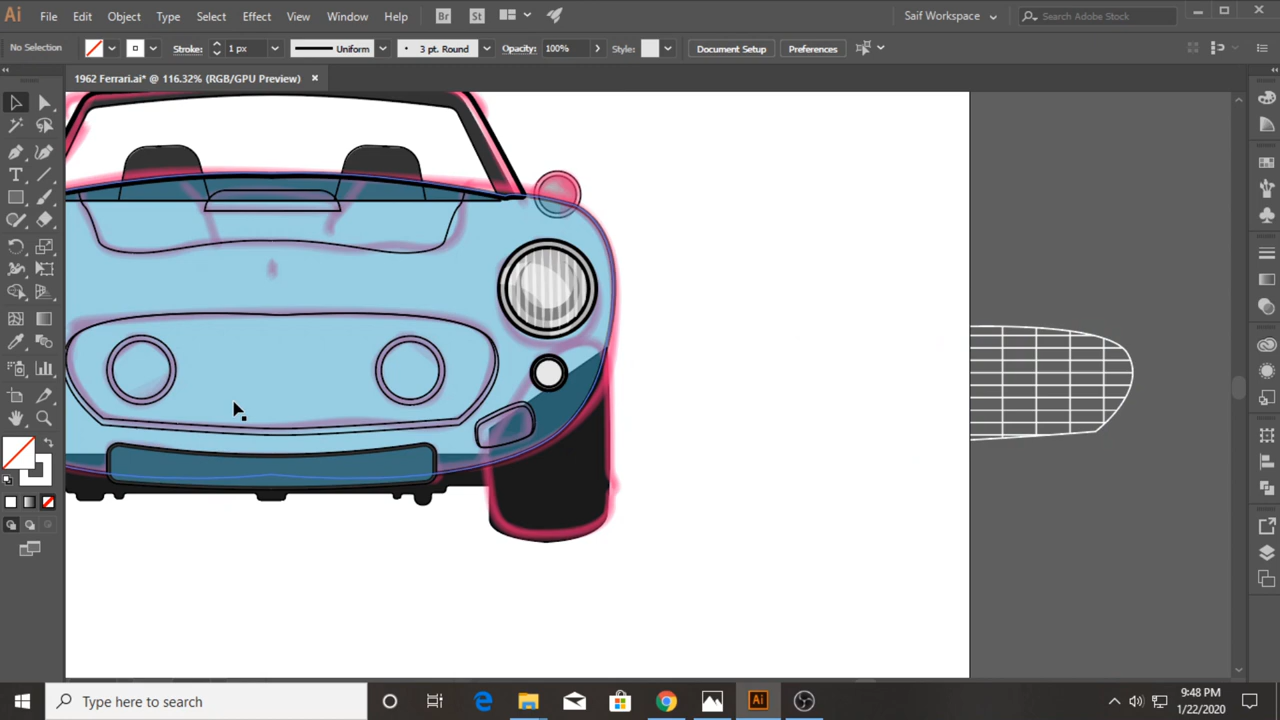 Ai File Edit Object Type Select Effect View Window Help Br St Saif Workspace Search Adobe Stock
No Selection Stroke: 1 px Uniform 3 pt. Round Opacity: 100% Style: Document Setup Preferences
1962 Ferrari.ai* @ 116.32% (RGB/GPU Preview)
Type here to search Ai 9:48 PM
1/22/2020